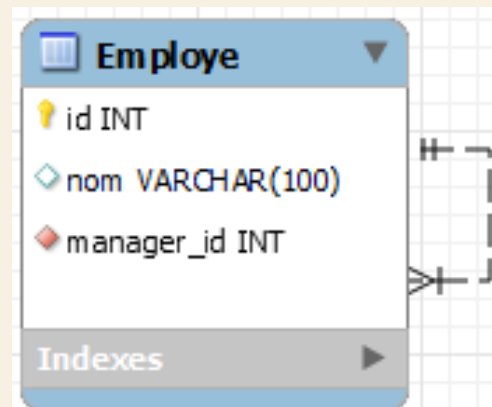 Employe
id INT
nom VARCHAR(100)
manager_id INT
Indexes